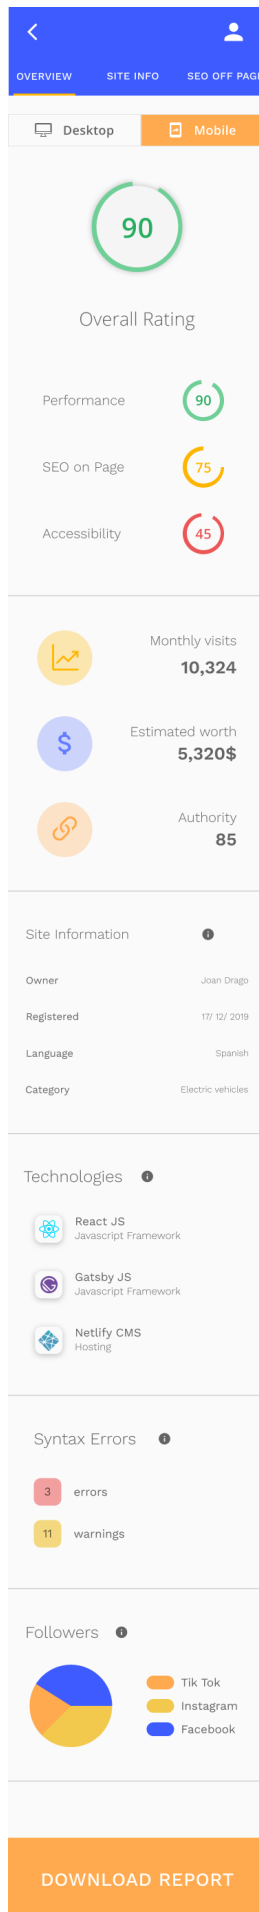 OVERVIEW SITE INFO SEO OFF PAG
Desktop Mobile
90
Overall Rating
Performance 90
SEO on Page 75
Accessibility 45
Monthly visits
10,324
$ Estimated worth
5,320$
Authority
85
Site Information i
Owner Joan Drago
Registered 17/ 12/ 2019
Language Spanish
Category Electric vehicles
Technologies i
React JS
Javascript Framework
Gatsby JS
Javascript Framework
Netlify CMS
Hosting
Syntax Errors i
3 errors
11 warnings
Followers i
Tik Tok
Instagram
Facebook
DOWNLOAD REPORT